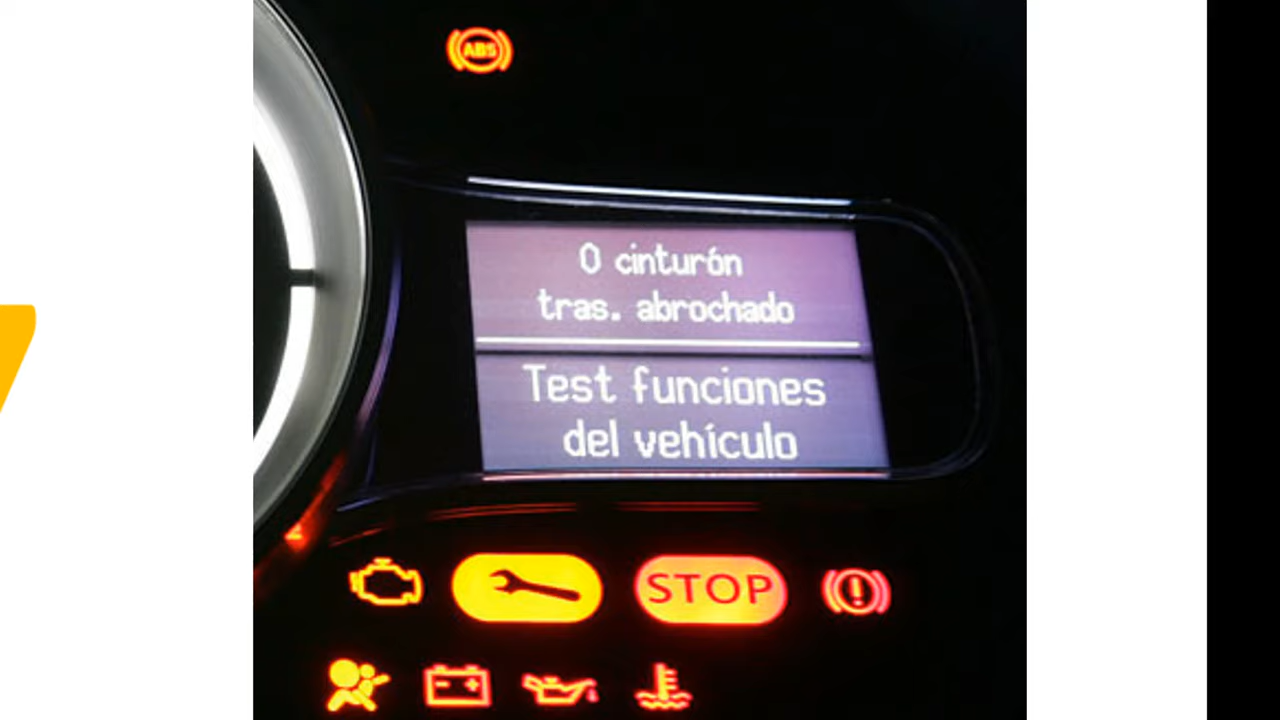 ABS
0 cinturón
tras. abrochado
Test funciones
del vehículo
STOP